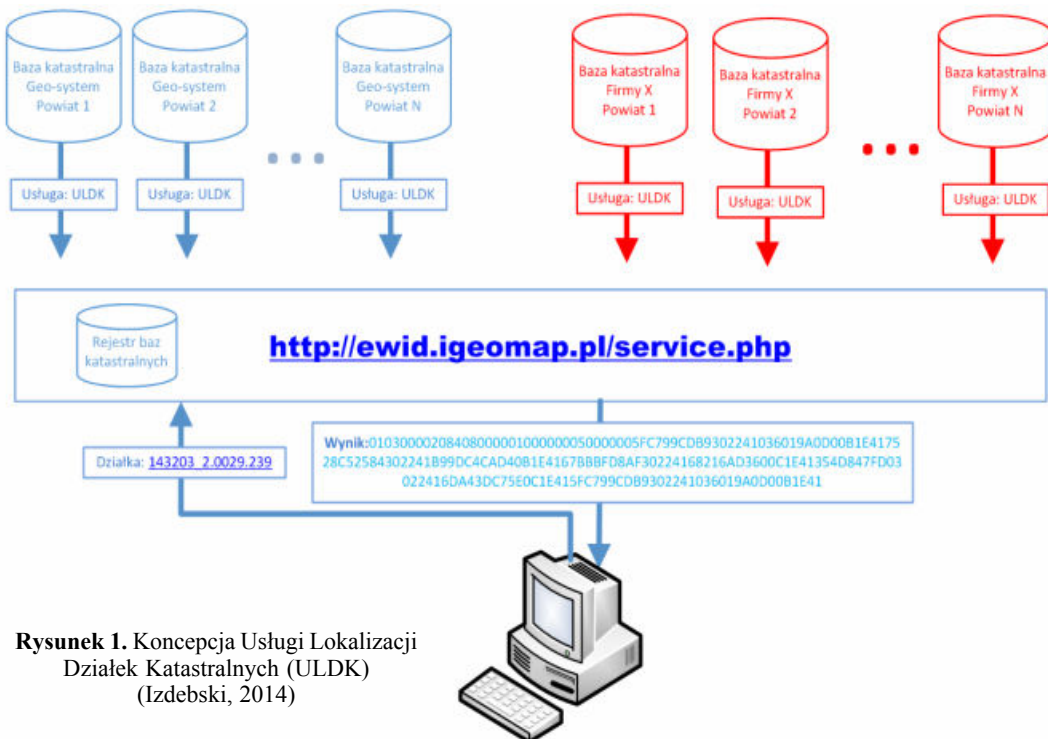 Baza katastralna
Geo-system
Powiat 1
Baza katastralna
Geo-system
Powiat 2
Baza katastralna
Geo-system
Powiat N
Baza katastralna
Firmy X
Powiat 1
Baza katastralna
Firmy X
Powiat 2
Baza katastralna
Firmy X
Powiat N
Usługa: ULDK
Usługa: ULDK
Usługa: ULDK
Usługa: ULDK
Usługa: ULDK
Usługa: ULDK
Rejestr baz
katastralnych
http://ewid.igeomap.pl/service.php
Działka: 143203_2.0029.239
Wynik:01030000208408000001000000050000005FC799CDB9302241036019A0D00B1E4175
28C52584302241B99DC4CAD40B1E4167BBBFD8AF30224168216AD3600C1E41354D847FD03
022416DA43DC75E0C1E415FC799CDB9302241036019A0D00B1E41
Rysunek 1. Koncepcja Usługi Lokalizacji
Działek Katastralnych (ULDK)
(Izdebski, 2014)